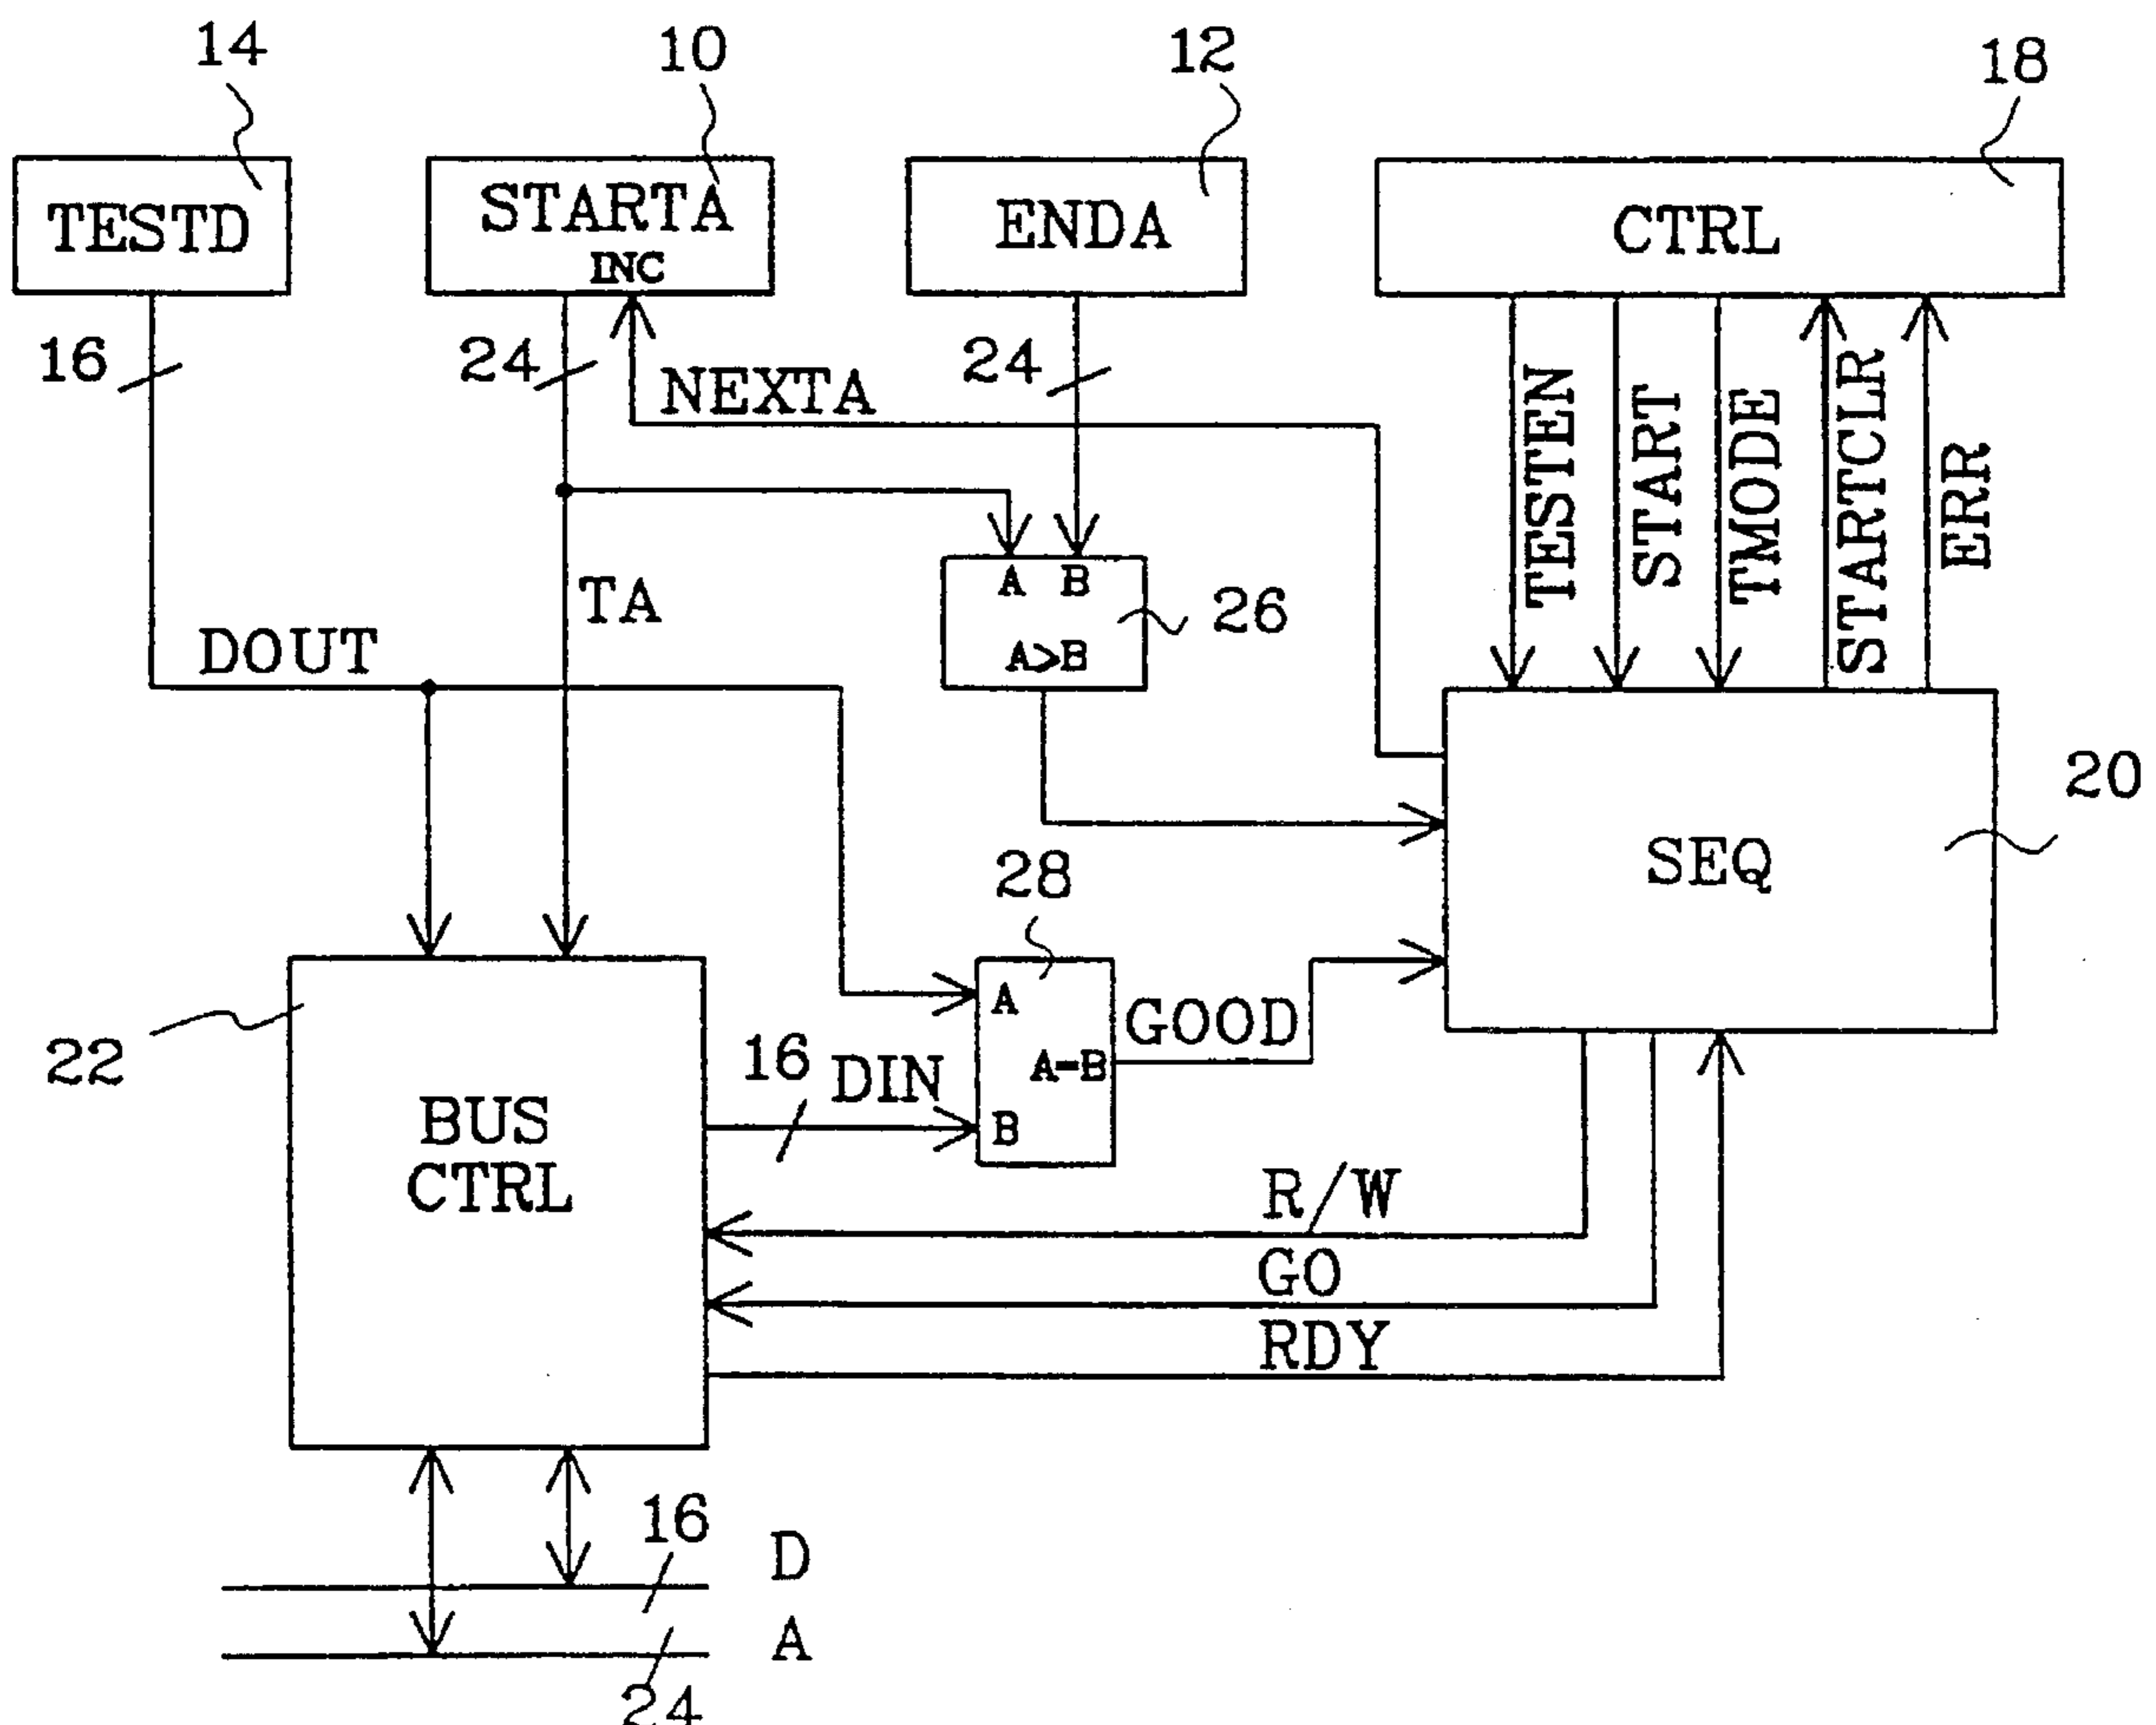 14
10
12
18
TESTD
STARTA
INC
ENDA
CTRL
16
24
NEXTA
24
TESTEN
START
TMODE
STARTCLR
ERR
DOUT
TA
A B
A>B
26
20
SEQ
28
22
BUS
CTRL
16
DIN
A
A=B
B
GOOD
R/W
GO
RDY
16
D
A
24